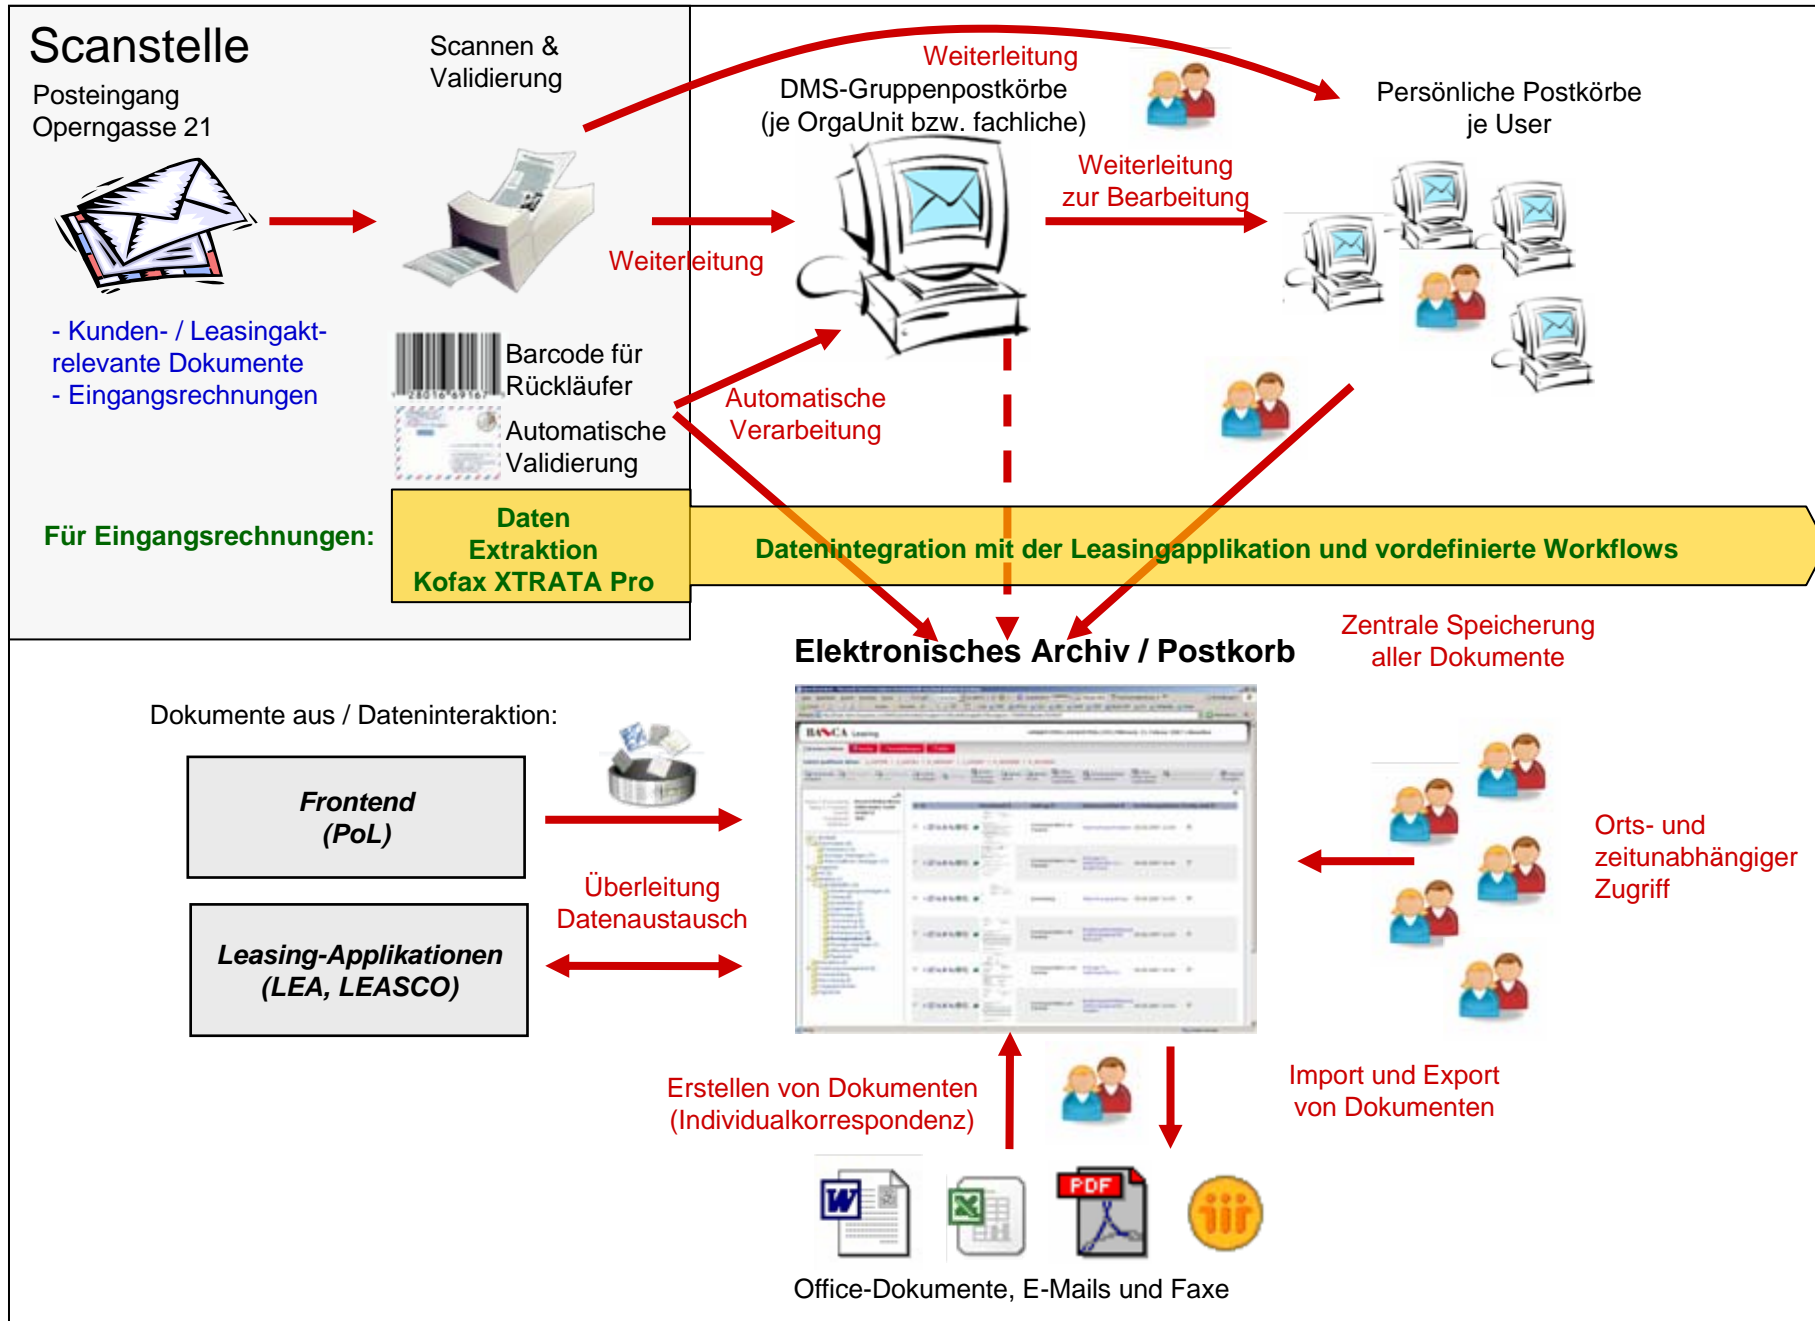 Scanstelle
Posteingang
Operngasse 21
Scannen &
Validierung
Weiterleitung
DMS-Gruppenpostkörbe
(je OrgaUnit bzw. fachliche)
Persönliche Postkörbe
je User
Weiterleitung
zur Bearbeitung
Weiterleitung
- Kunden- / Leasingakt-
relevante Dokumente
- Eingangsrechnungen
Barcode für
Rückläufer
28016 69167
Automatische
Validierung
Automatische
Verarbeitung
Für Eingangsrechnungen:
Daten
Extraktion
Kofax XTRATA Pro
Datenintegration mit der Leasingapplikation und vordefinierte Workflows
Elektronisches Archiv / Postkorb
Zentrale Speicherung
aller Dokumente
Dokumente aus / Dateninteraktion:
Frontend
(PoL)
Überleitung
Datenaustausch
Leasing-Applikationen
(LEA, LEASCO)
Leasing
Orts- und
zeitunabhängiger
Zugriff
Erstellen von Dokumenten
(Individualkorrespondenz)
Import und Export
von Dokumenten
W
X
PDF
Office-Dokumente, E-Mails und Faxe